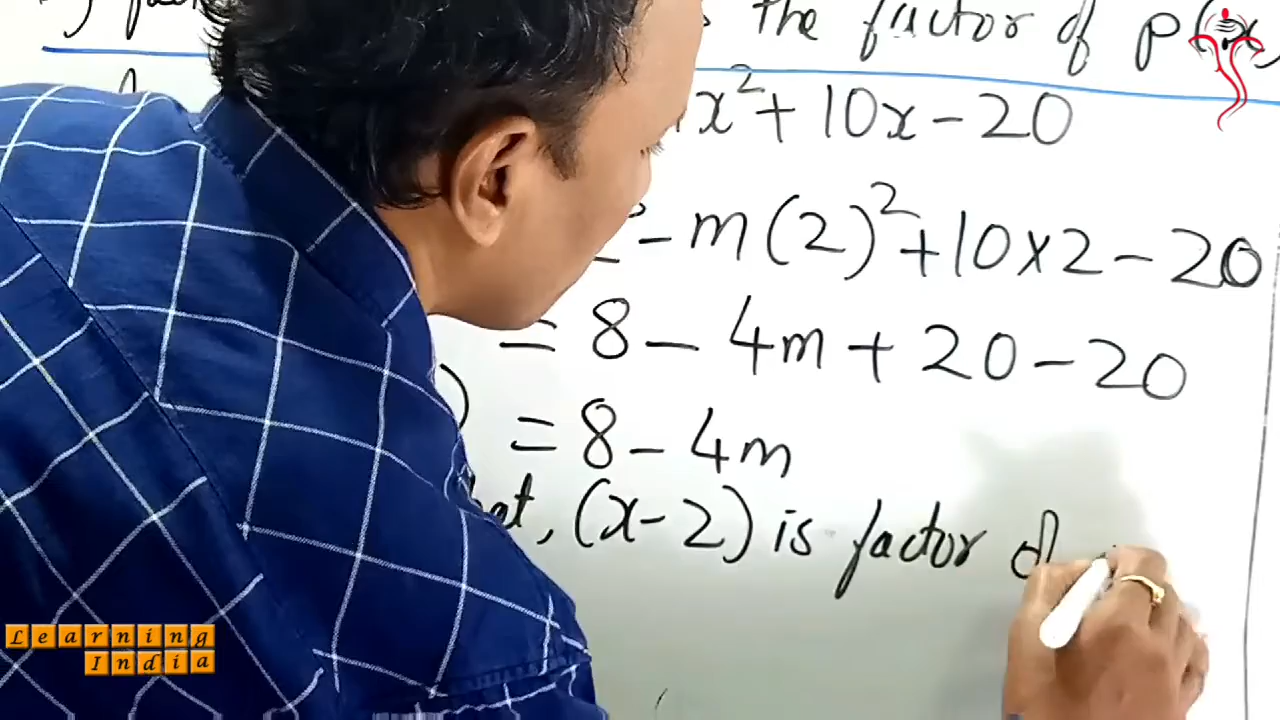 the factor of p(x)
x² + 10x - 20
- m(2)² + 10 x 2 - 20
= 8 - 4m + 20 - 20
) = 8 - 4m
, (x - 2) is factor of
Learning
India